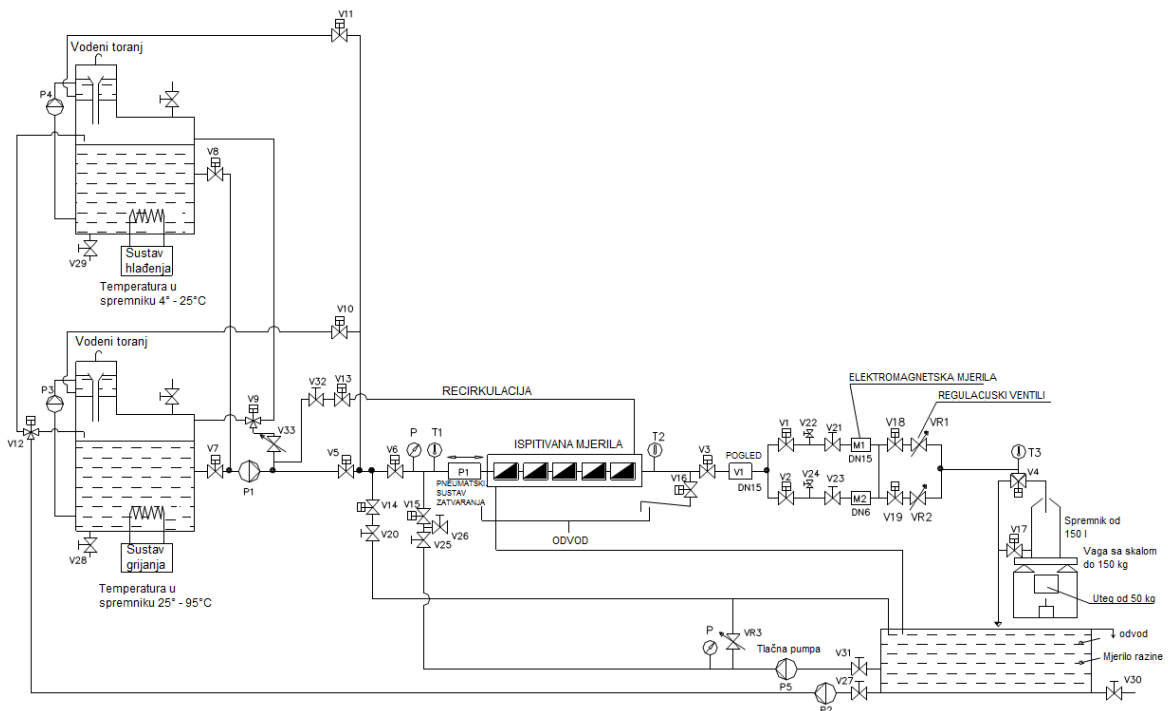 V11
Vodeni toranj
P4
V8
V29
Sustav
hlađenja
Temperatura u
spremniku 4° - 25°C
V10
Vodeni toranj
P3
V12
V9
V33
V32
V13
RECIRKULACIJA
V7
P1
V5
V6
P
T1
P1
PNEUMATSKI
SUSTAV
ZATVARANJA
ISPITIVANA MJERILA
T2
V16
V3
POGLED
V1
DN15
ELEKTROMAGNETSKA MJERILA
REGULACUSKI VENTILI
V1
V22
V21
M1
DN15
V18
VR1
V2
V24
V23
M2
DN6
V19
VR2
T3
V4
V14
V20
V15
V26
V25
ODVOD
V28
Sustav
grijanja
Temperatura u
spremniku 25° - 95°C
V17
Spremnik od
150 l
Vaga sa skalom
do 150 kg
Uteg od 50 kg
P
VR3
Tlačna pumpa
P5
V31
odvod
Mjerilo razine
P2
V27
V30